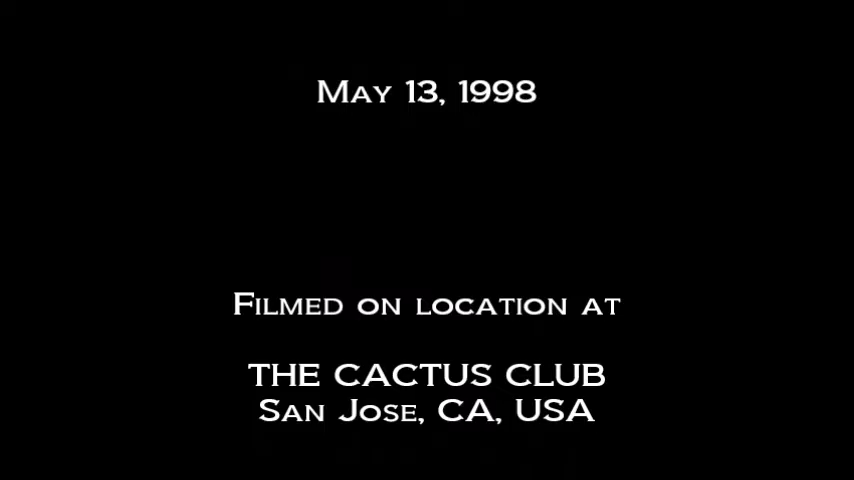 May 13, 1998
Filmed on location at
THE CACTUS CLUB
San Jose, CA, USA